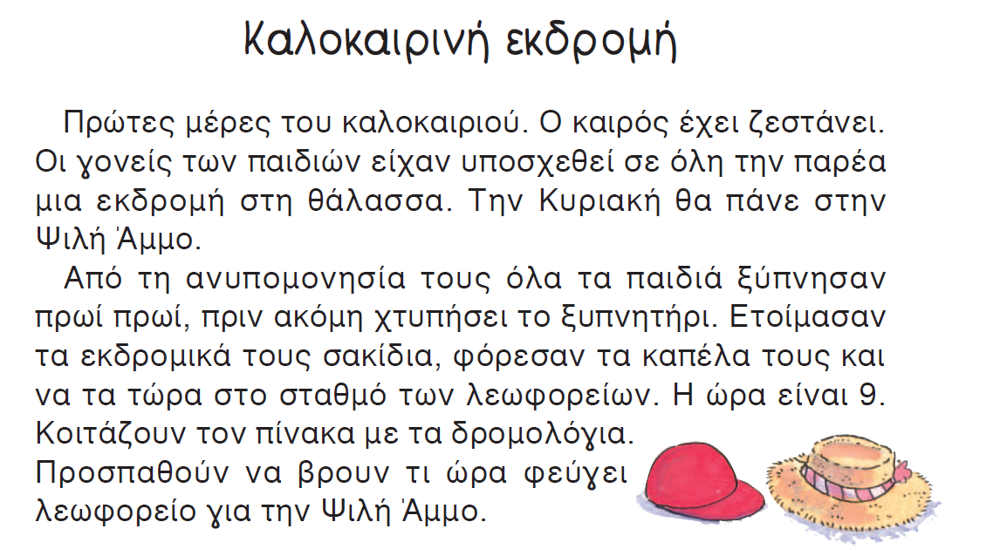 Καλοκαιρινή εκδρομή
Πρώτες μέρες του καλοκαιριού. Ο καιρός έχει ζεστάνει.
Οι γονείς των παιδιών είχαν υποσχεθεί σε όλη την παρέα
μια εκδρομή στη θάλασσα. Την Κυριακή θα πάνε στην
Ψιλή Άμμο.
Από τη ανυπομονησία τους όλα τα παιδιά ξύπνησαν
πρωί πρωί, πριν ακόμη χτυπήσει το ξυπνητήρι. Ετοίμασαν
τα εκδρομικά τους σακίδια, φόρεσαν τα καπέλα τους και
να τα τώρα στο σταθμό των λεωφορείων. Η ώρα είναι 9.
Κοιτάζουν τον πίνακα με τα δρομολόγια.
Προσπαθούν να βρουν τι ώρα φεύγει
λεωφορείο για την Ψιλή Άμμο.